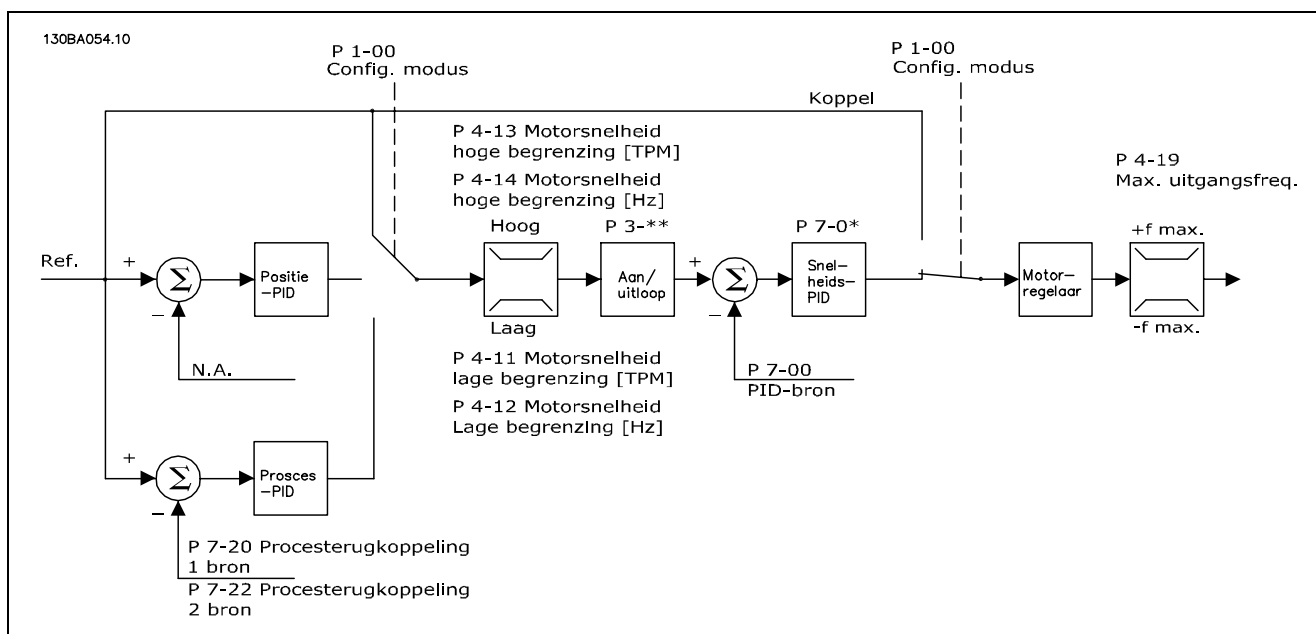 130BA054.10
P 1-00
Config. modus
P 1-00
Config. modus
Koppel
P 4-13 Motorsnelheid
hoge begrenzing [TPM]
P 4-14 Motorsnelheid
hoge begrenzing [Hz]
P 4-19
Max. uitgangsfreq.
Hoog
P 3-**
P 7-0*
+f max.
Ref.
+
Σ
Positie
-PID
Aan/
uitloop
+
Σ
Snel-
heids-
PID
Motor-
regelaar
−
−
Laag
-f max.
N.A.
P 4-11 Motorsnelheid
lage begrenzing [TPM]
P 4-12 Motorsnelheid
Lage begrenzing [Hz]
P 7-00
PID-bron
+
Σ
Prosces
-PID
−
P 7-20 Procesterugkoppeling
1 bron
P 7-22 Procesterugkoppeling
2 bron